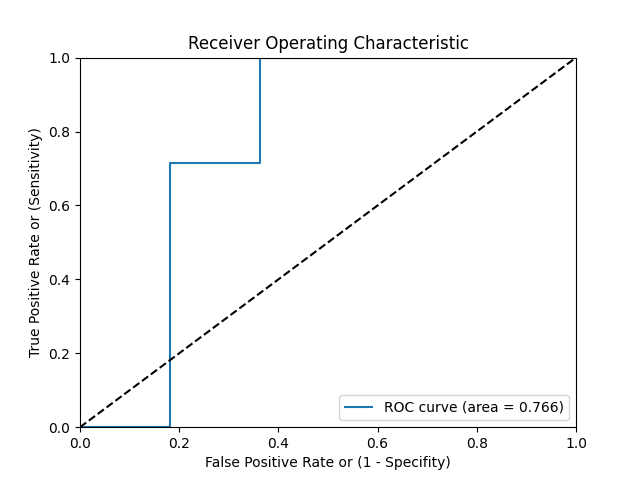 Receiver Operating Characteristic
True Positive Rate or (Sensitivity)
1.0
0.8
0.6
0.4
0.2
0.0
ROC curve (area = 0.766)
0.0 0.2 0.4 0.6 0.8 1.0
False Positive Rate or (1 - Specifity)